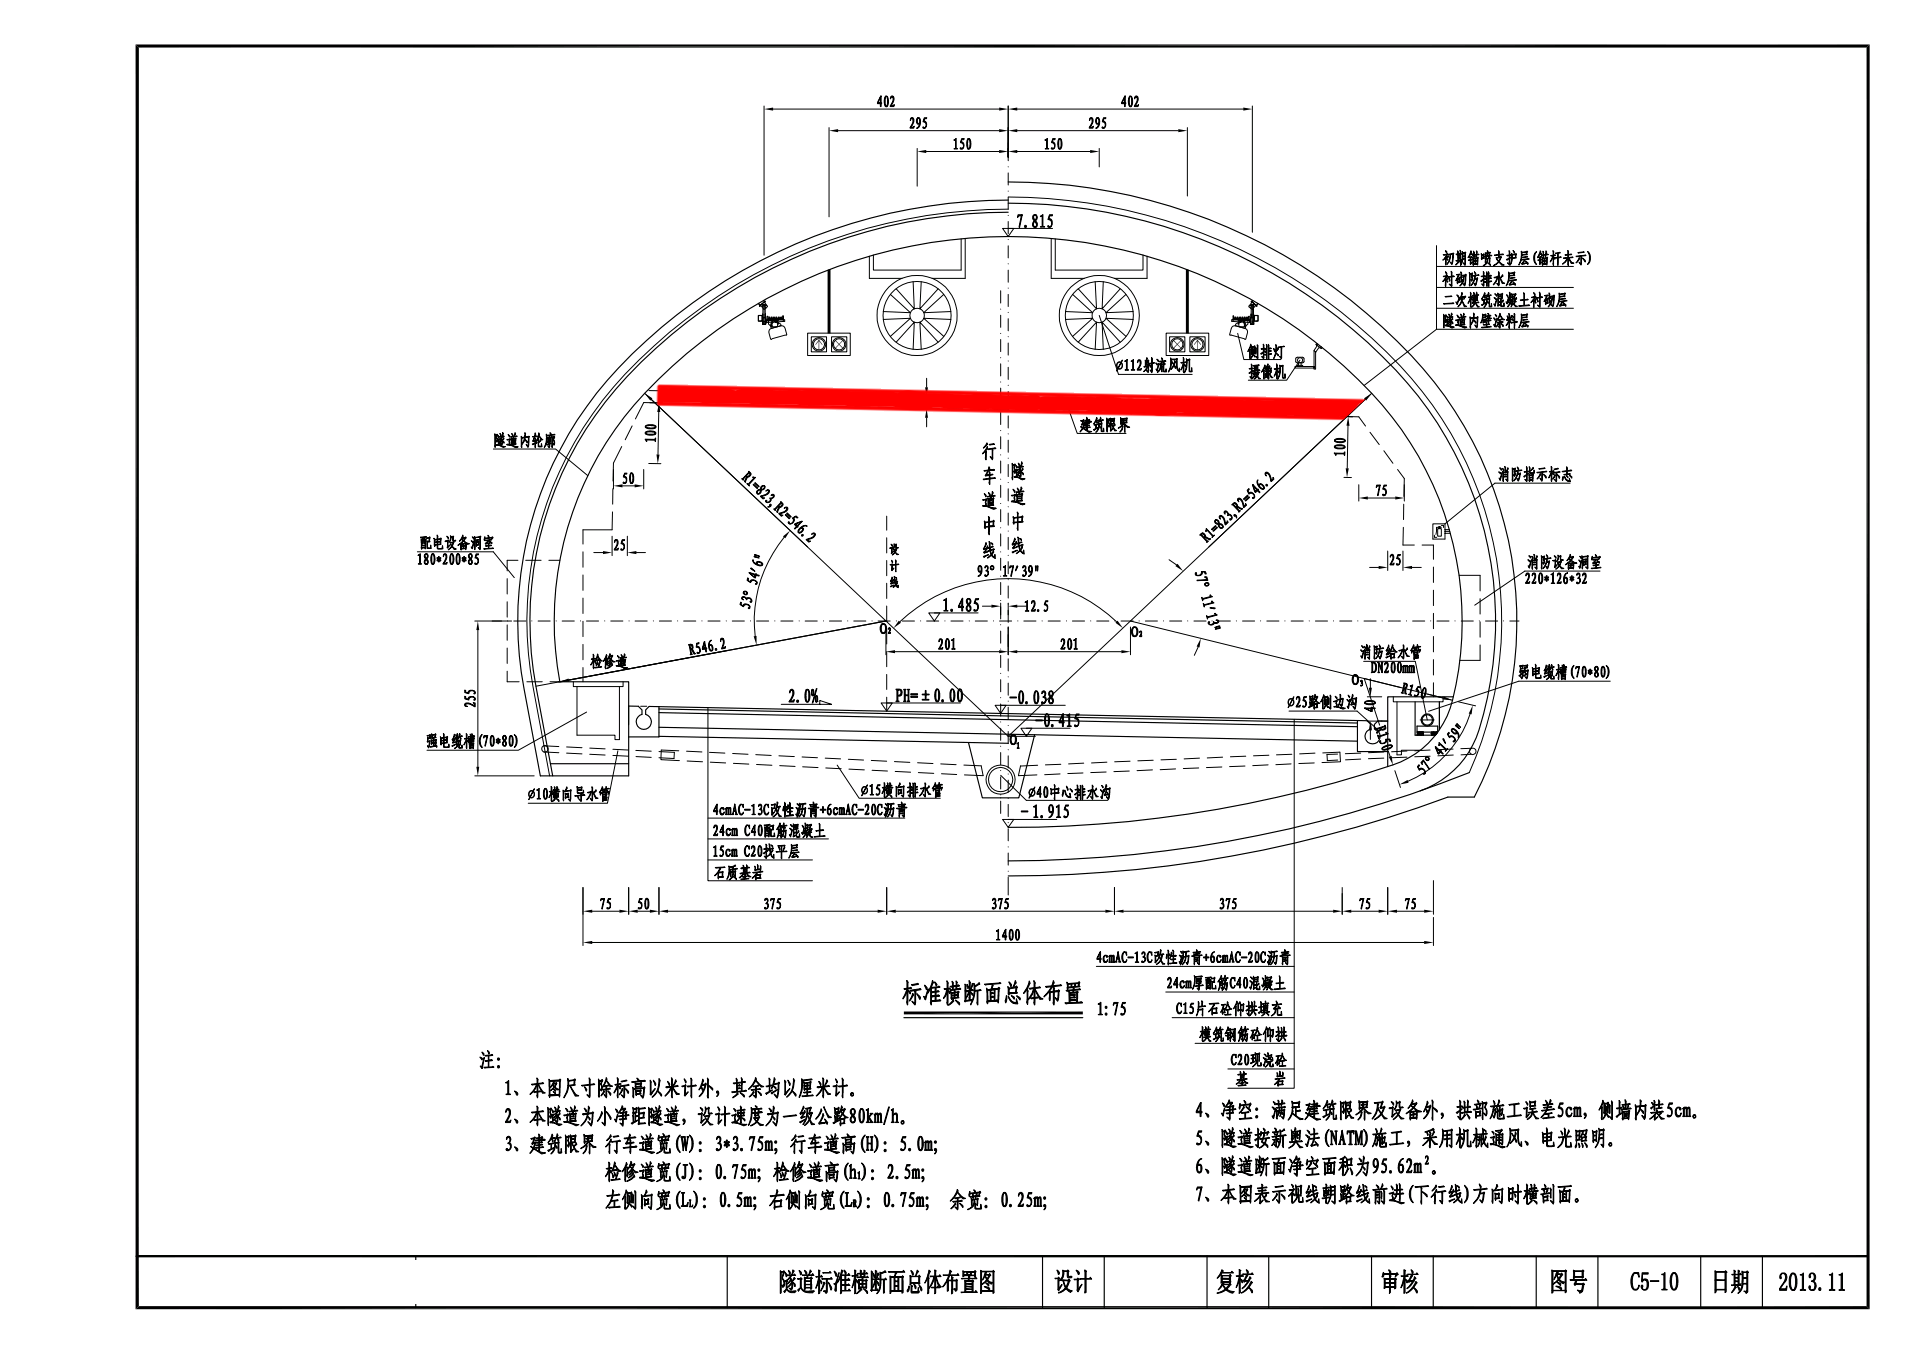 402
402
295
295
150
150
7.815
初期锚喷支护层(锚杆未示)
衬砌防排水层
二次模筑混凝土衬砌层
隧道内壁涂料层
侧排灯
摄像机
ø112射流风机
建筑限界
隧道内轮廓
100
100
50
75
行车道中线
隧道中线
R1=823,R2=546.2
R1=823,R2=546.2
消防指示标志
配电设备洞室
180*200*85
25
25
设计线
消防设备洞室
220*126*32
93° 17′39"
53° 54′6"
57° 11′13"
1.485
12.5
O₂
O₂
201
201
R546.2
检修道
消防给水管
DN200mm
弱电缆槽(70*80)
O₃
R150
40
255
2.0%
PH=±0.00
-0.038
ø25路侧边沟
-0.415
O₁
R150
57° 41′59"
强电缆槽(70*80)
ø10横向导水管
ø15横向排水管
ø40中心排水沟
-1.915
4cmAC-13C改性沥青+6cmAC-20C沥青
24cm C40配筋混凝土
15cm C20找平层
石质基岩
75
50
375
375
375
75
75
1400
4cmAC-13C改性沥青+6cmAC-20C沥青
24cm厚配筋C40混凝土
C15片石砼仰拱填充
模筑钢筋砼仰拱
C20现浇砼
基 岩
标准横断面总体布置
1:75
注:
1、本图尺寸除标高以米计外，其余均以厘米计。
2、本隧道为小净距隧道，设计速度为一级公路80km/h。
3、建筑限界 行车道宽(W): 3*3.75m; 行车道高(H): 5.0m;
检修道宽(J): 0.75m; 检修道高(h₁): 2.5m;
左侧向宽(Lʟ): 0.5m; 右侧向宽(Lʀ): 0.75m; 余宽: 0.25m;
4、净空: 满足建筑限界及设备外，拱部施工误差5cm，侧墙内装5cm。
5、隧道按新奥法(NATM)施工，采用机械通风、电光照明。
6、隧道断面净空面积为95.62m²。
7、本图表示视线朝路线前进(下行线)方向时横剖面。
隧道标准横断面总体布置图
设计
复核
审核
图号
C5-10
日期
2013.11